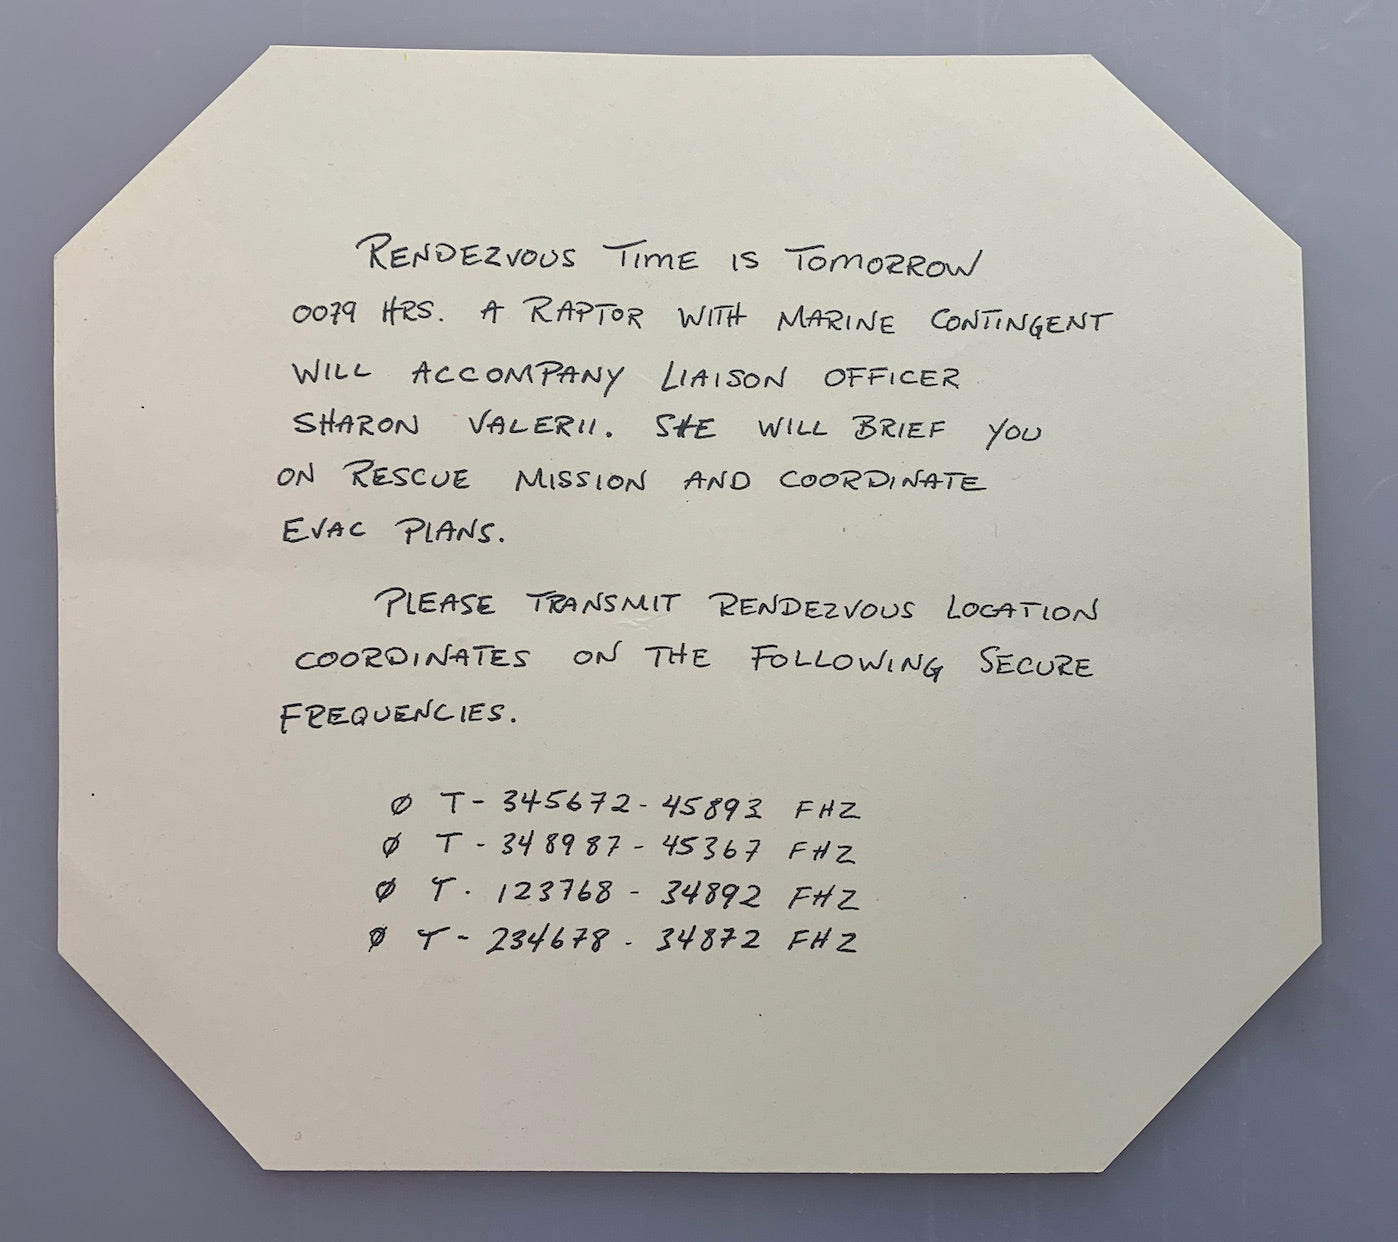 RENDEZVOUS TIME IS TOMORROW
0079 HRS. A RAPTOR WITH MARINE CONTINGENT
WILL ACCOMPANY LIAISON OFFICER
SHARON VALERII. SHE WILL BRIEF YOU
ON RESCUE MISSION AND COORDINATE
EVAC PLANS.
PLEASE TRANSMIT RENDEZVOUS LOCATION
COORDINATES ON THE FOLLOWING SECURE
FREQUENCIES.
Ø T - 345672 - 45893 FHZ
Ø T - 348987 - 45367 FHZ
Ø T - 123768 - 34892 FHZ
Ø T - 234678 - 34872 FHZ